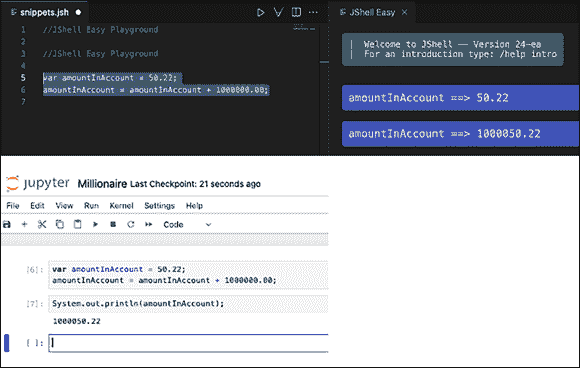 snippets.jsh
JShell Easy
1 //JShell Easy Playground
2
3 //JShell Easy Playground
4
5 var amountInAccount = 50.22;
6 amountInAccount = amountInAccount + 1000000.00;
7
| Welcome to JShell -- Version 24-ea
| For an introduction type: /help intro
amountInAccount ==> 50.22
amountInAccount ==> 1000050.22
jupyter Millionaire Last Checkpoint: 21 seconds ago
File Edit View Run Kernel Settings Help
Code
[6]: var amountInAccount = 50.22;
amountInAccount = amountInAccount + 1000000.00;
[7]: System.out.println(amountInAccount);
1000050.22
[ ]: